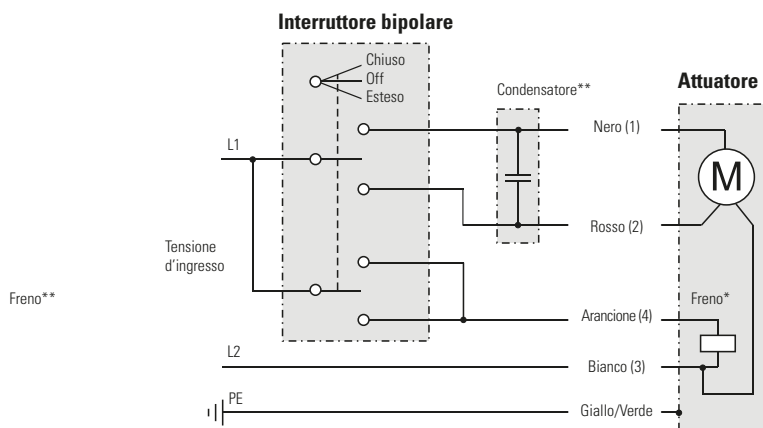 Interruttore bipolare
Chiuso
Off
Esteso
Condensatore**
Attuatore
Nero (1)
L1
M
Rosso (2)
Tensione
d'ingresso
Freno**
Freno*
Arancione (4)
L2
Bianco (3)
PE
Giallo/Verde